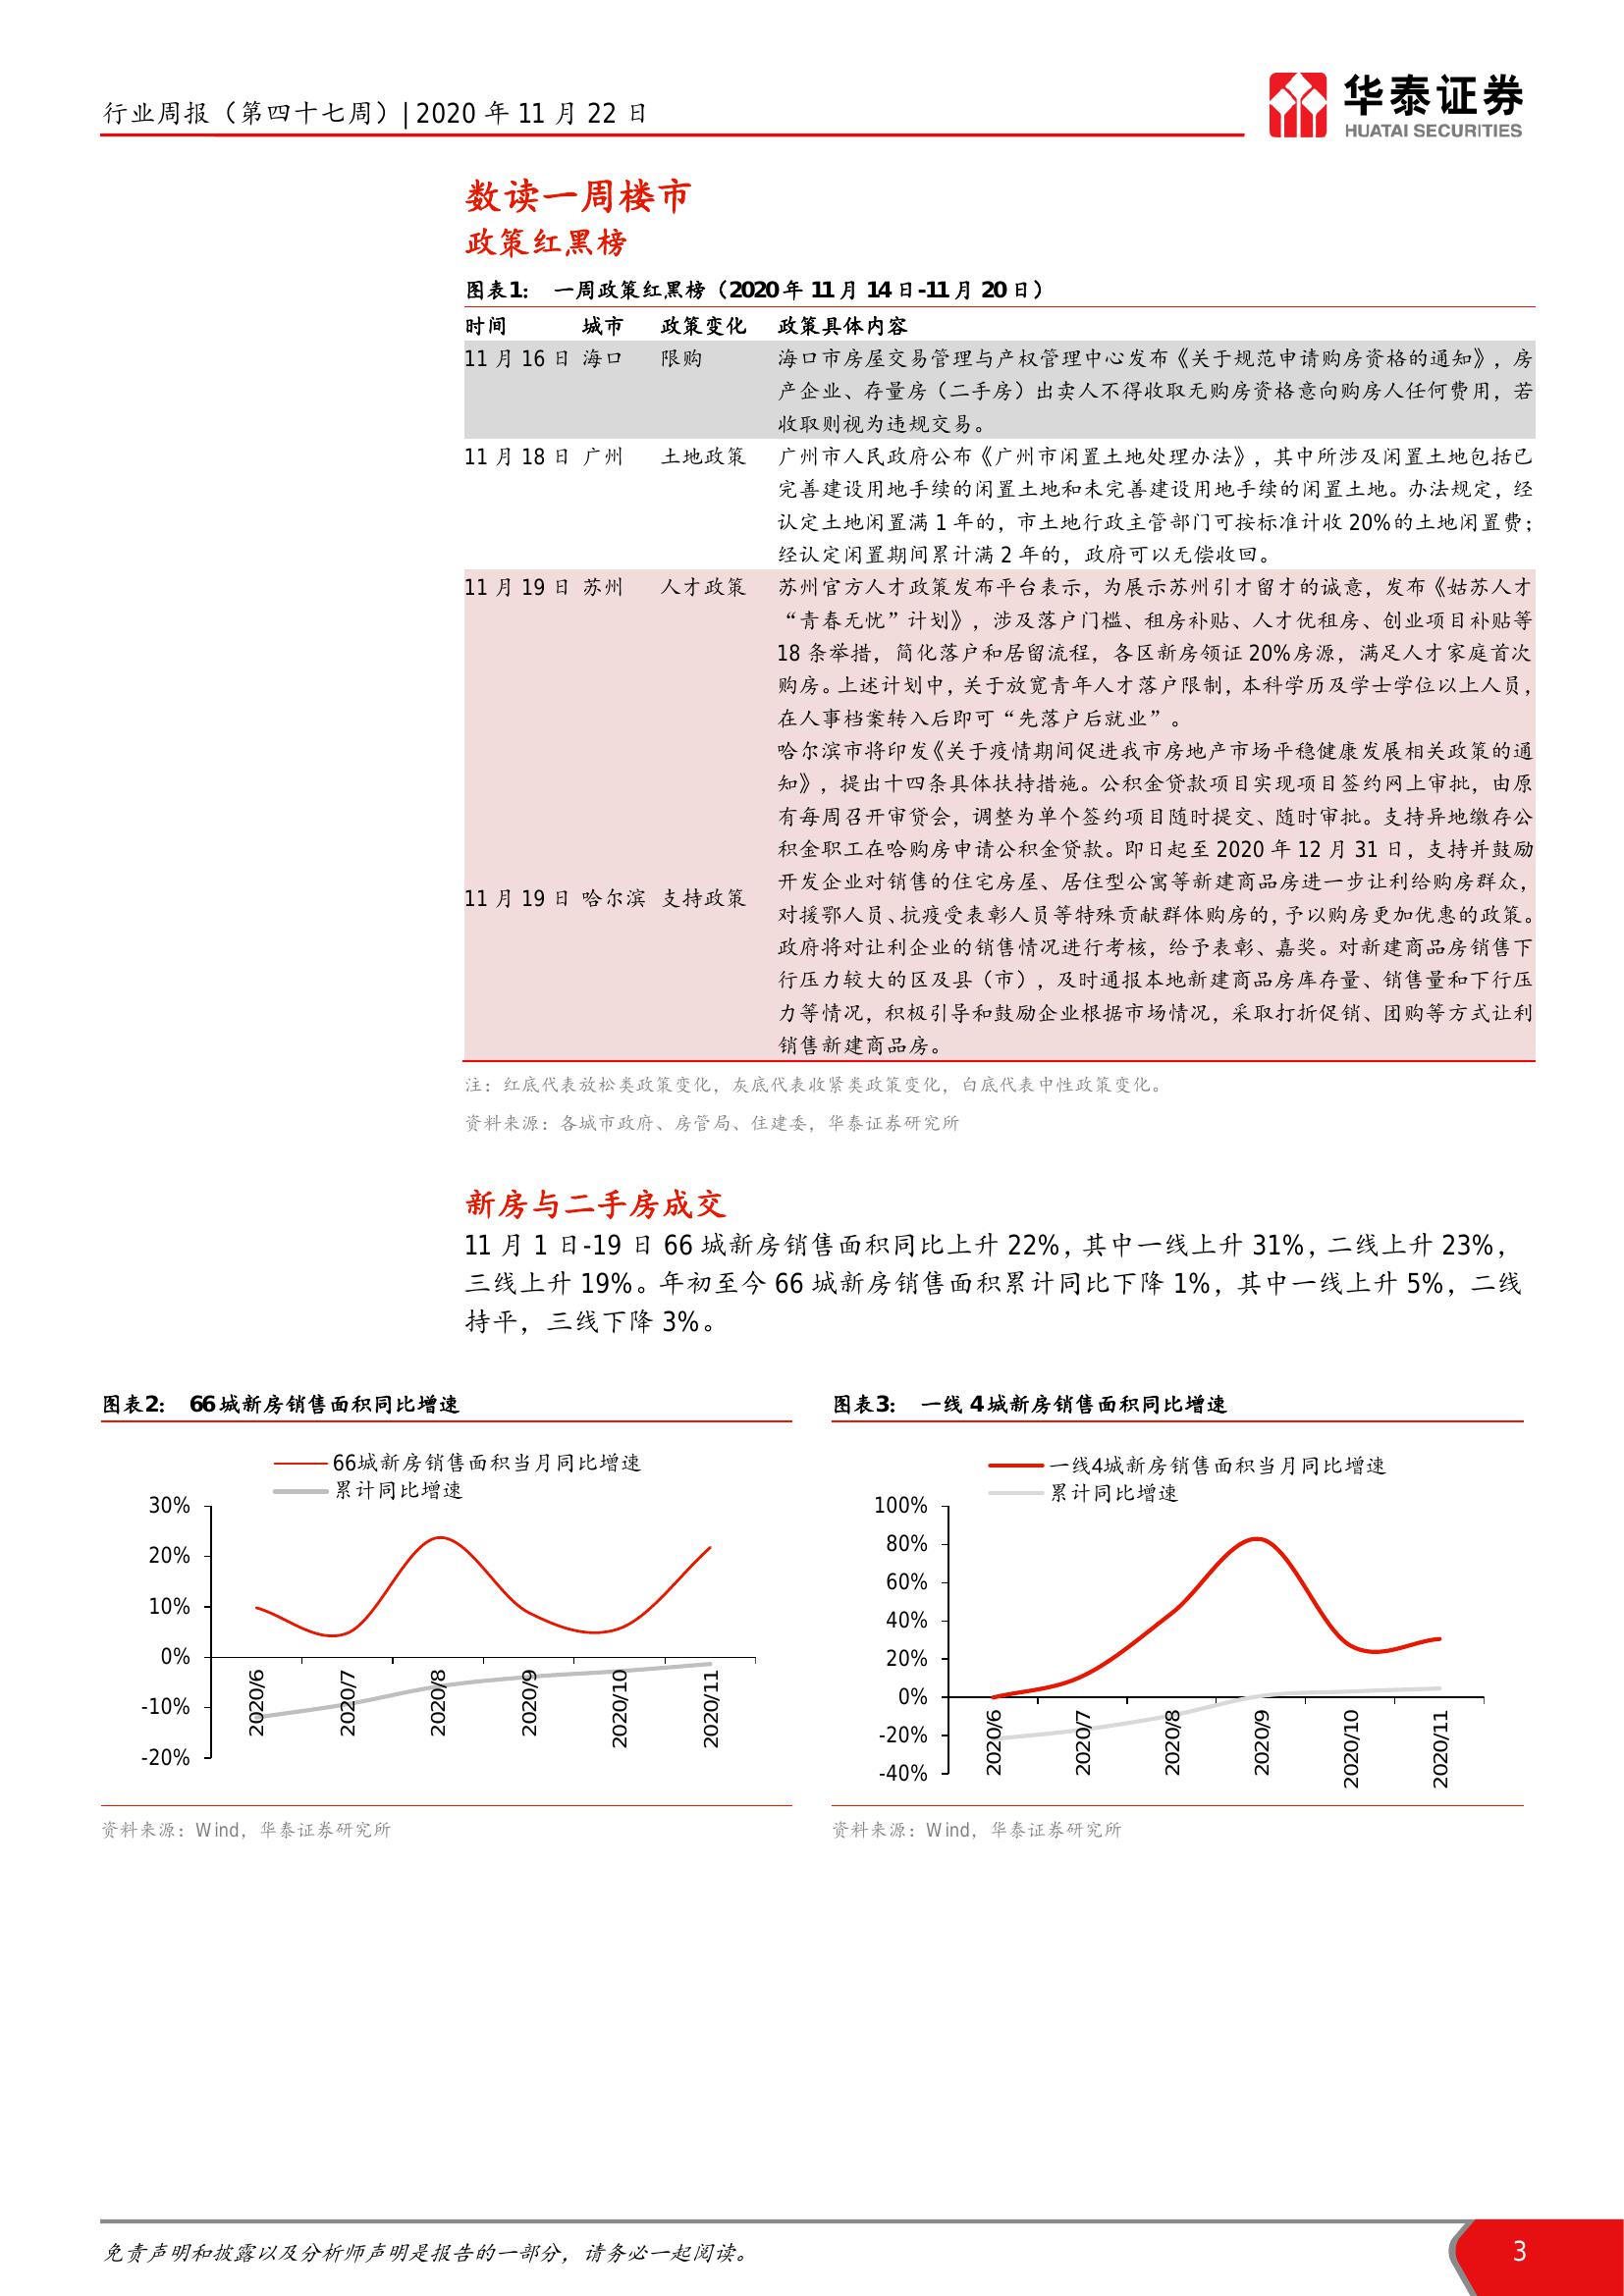 行业周报（第四十七周）| 2020 年 11 月 22 日
华泰证券
HUATAI SECURITIES
数读一周楼市
政策红黑榜
图表1： 一周政策红黑榜（2020 年 11 月 14 日-11 月 20 日）
时间 城市 政策变化 政策具体内容
11 月 16 日 海口 限购 海口市房屋交易管理与产权管理中心发布《关于规范申请购房资格的通知》，房
产企业、存量房（二手房）出卖人不得收取无购房资格意向购房人任何费用，若
收取则视为违规交易。
11 月 18 日 广州 土地政策 广州市人民政府公布《广州市闲置土地处理办法》，其中所涉及闲置土地包括已
完善建设用地手续的闲置土地和未完善建设用地手续的闲置土地。办法规定，经
认定土地闲置满 1 年的，市土地行政主管部门可按标准计收 20%的土地闲置费；
经认定闲置期间累计满 2 年的，政府可以无偿收回。
11 月 19 日 苏州 人才政策 苏州官方人才政策发布平台表示，为展示苏州引才留才的诚意，发布《姑苏人才
“青春无忧”计划》，涉及落户门槛、租房补贴、人才优租房、创业项目补贴等
18 条举措，简化落户和居留流程，各区新房领证 20%房源，满足人才家庭首次
购房。上述计划中，关于放宽青年人才落户限制，本科学历及学士学位以上人员，
在人事档案转入后即可“先落户后就业”。
哈尔滨市将印发《关于疫情期间促进我市房地产市场平稳健康发展相关政策的通
知》，提出十四条具体扶持措施。公积金贷款项目实现项目签约网上审批，由原
有每周召开审贷会，调整为单个签约项目随时提交、随时审批。支持异地缴存公
积金职工在哈购房申请公积金贷款。即日起至 2020 年 12 月 31 日，支持并鼓励
开发企业对销售的住宅房屋、居住型公寓等新建商品房进一步让利给购房群众，
11 月 19 日 哈尔滨 支持政策 对援鄂人员、抗疫受表彰人员等特殊贡献群体购房的，予以购房更加优惠的政策。
政府将对让利企业的销售情况进行考核，给予表彰、嘉奖。对新建商品房销售下
行压力较大的区及县（市），及时通报本地新建商品房库存量、销售量和下行压
力等情况，积极引导和鼓励企业根据市场情况，采取打折促销、团购等方式让利
销售新建商品房。
注：红底代表放松类政策变化，灰底代表收紧类政策变化，白底代表中性政策变化。
资料来源：各城市政府、房管局、住建委，华泰证券研究所
新房与二手房成交
11 月 1 日-19 日 66 城新房销售面积同比上升 22%，其中一线上升 31%，二线上升 23%，
三线上升 19%。年初至今 66 城新房销售面积累计同比下降 1%，其中一线上升 5%，二线
持平，三线下降 3%。
图表2： 66 城新房销售面积同比增速
66城新房销售面积当月同比增速
累计同比增速
30%
20%
10%
0%
-10%
-20%
2020/6 2020/7 2020/8 2020/9 2020/10 2020/11
资料来源：Wind，华泰证券研究所
图表3： 一线 4 城新房销售面积同比增速
一线4城新房销售面积当月同比增速
累计同比增速
100%
80%
60%
40%
20%
0%
-20%
-40%
2020/6 2020/7 2020/8 2020/9 2020/10 2020/11
资料来源：Wind，华泰证券研究所
免责声明和披露以及分析师声明是报告的一部分，请务必一起阅读。
3